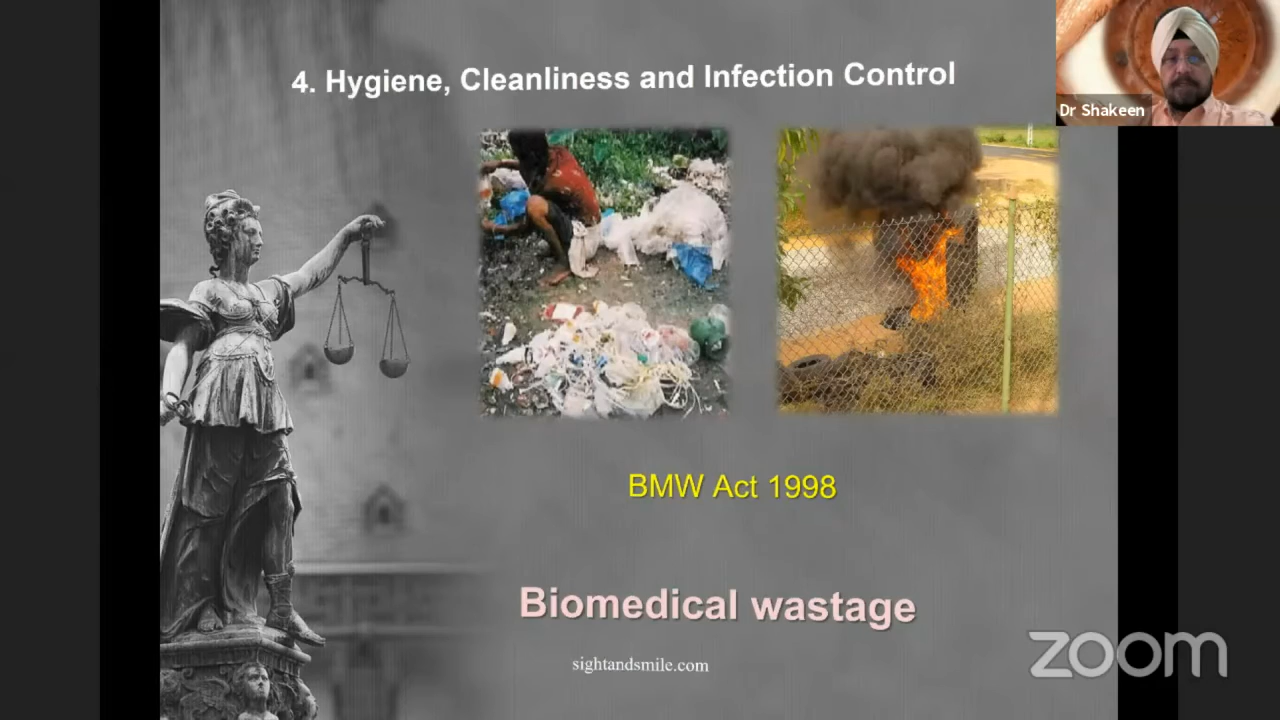 4. Hygiene, Cleanliness and Infection Control
Dr Shakeen
BMW Act 1998
Biomedical wastage
sightandsmile.com
zoom